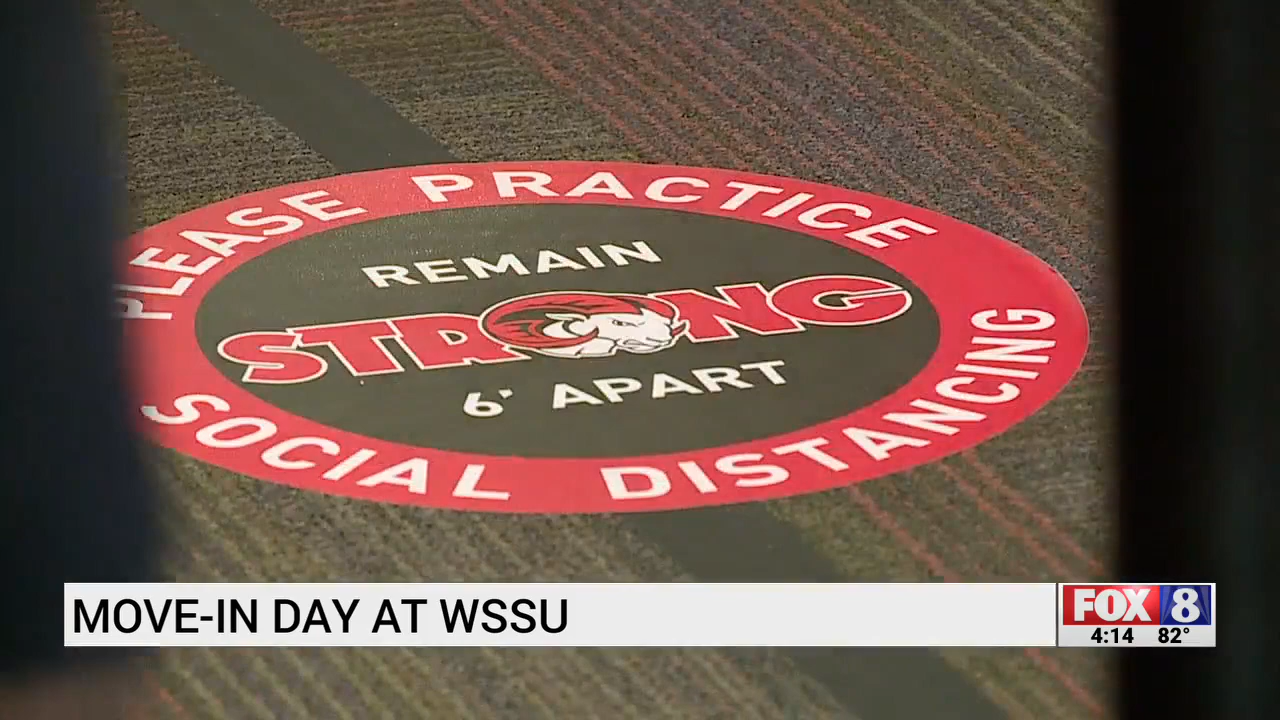 PLEASE PRACTICE
REMAIN
STRONG
6' APART
SOCIAL DISTANCING
MOVE-IN DAY AT WSSU
FOX 8
4:14 82°